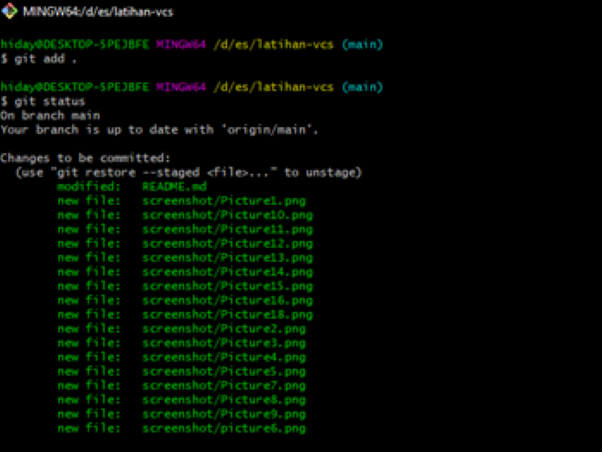 MINGW64:/d/es/latihan-vcs
hiday@DESKTOP-5PEJBFE MINGW64 /d/es/latihan-vcs (main)
$ git add .
hiday@DESKTOP-5PEJBFE MINGW64 /d/es/latihan-vcs (main)
$ git status
On branch main
Your branch is up to date with 'origin/main'.
Changes to be committed:
(use "git restore --staged <file>..." to unstage)
modified: README.md
new file: screenshot/Picture1.png
new file: screenshot/Picture10.png
new file: screenshot/Picture11.png
new file: screenshot/Picture12.png
new file: screenshot/Picture13.png
new file: screenshot/Picture14.png
new file: screenshot/Picture15.png
new file: screenshot/Picture16.png
new file: screenshot/Picture18.png
new file: screenshot/Picture2.png
new file: screenshot/Picture3.png
new file: screenshot/Picture4.png
new file: screenshot/Picture5.png
new file: screenshot/Picture7.png
new file: screenshot/Picture8.png
new file: screenshot/Picture9.png
new file: screenshot/picture6.png